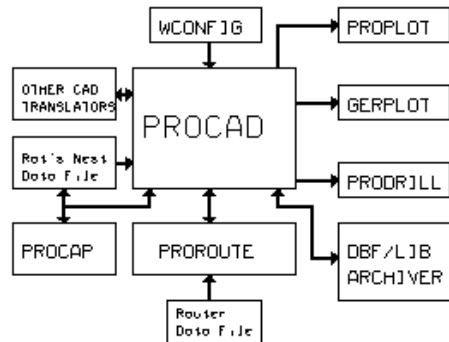 WCONFIG
PROPLOT
OTHER CAD
TRANSLATORS
PROCAD
GERPLOT
Rat's Nest
Data File
PRODRILL
PROCAP
PROROUTE
DBF/LIB
ARCHIVER
Router
Data File